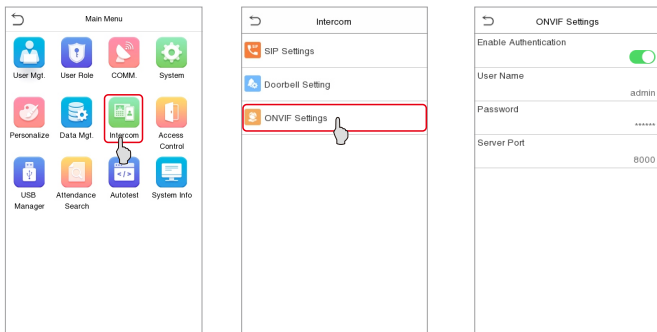 Main Menu
User Mgt.
User Role
COMM.
System
Personalize
Data Mgt.
Intercom
Access
Control
USB
Manager
Attendance
Search
Autotest
System Info
Intercom
SIP Settings
Doorbell Setting
ONVIF Settings
ONVIF Settings
Enable Authentication
User Name
admin
Password
******
Server Port
8000